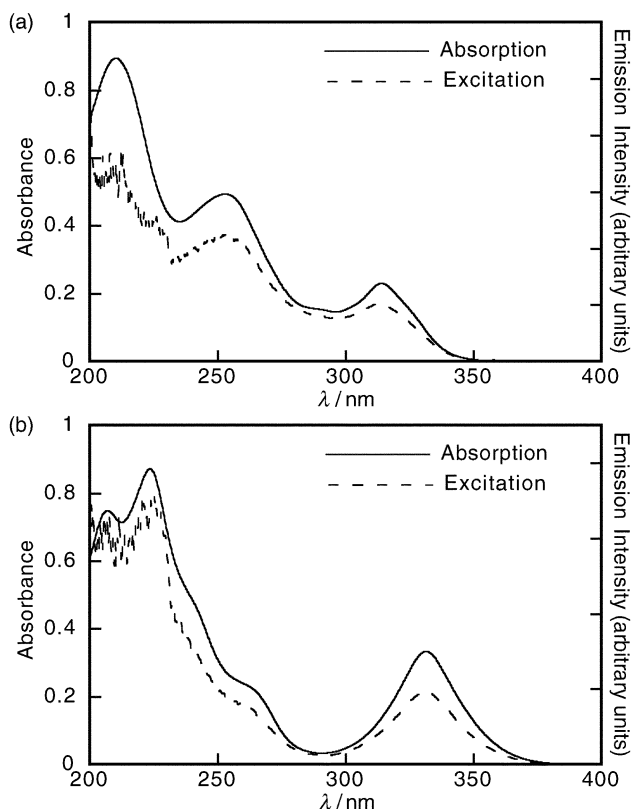 (a)
1
0.8
0.6
0.4
0.2
0
Absorbance
Absorption
Excitation
Emission Intensity (arbitrary units)
200 250 300 350 400
λ / nm
(b)
1
0.8
0.6
0.4
0.2
0
Absorbance
Absorption
Excitation
Emission Intensity (arbitrary units)
200 250 300 350 400
λ / nm